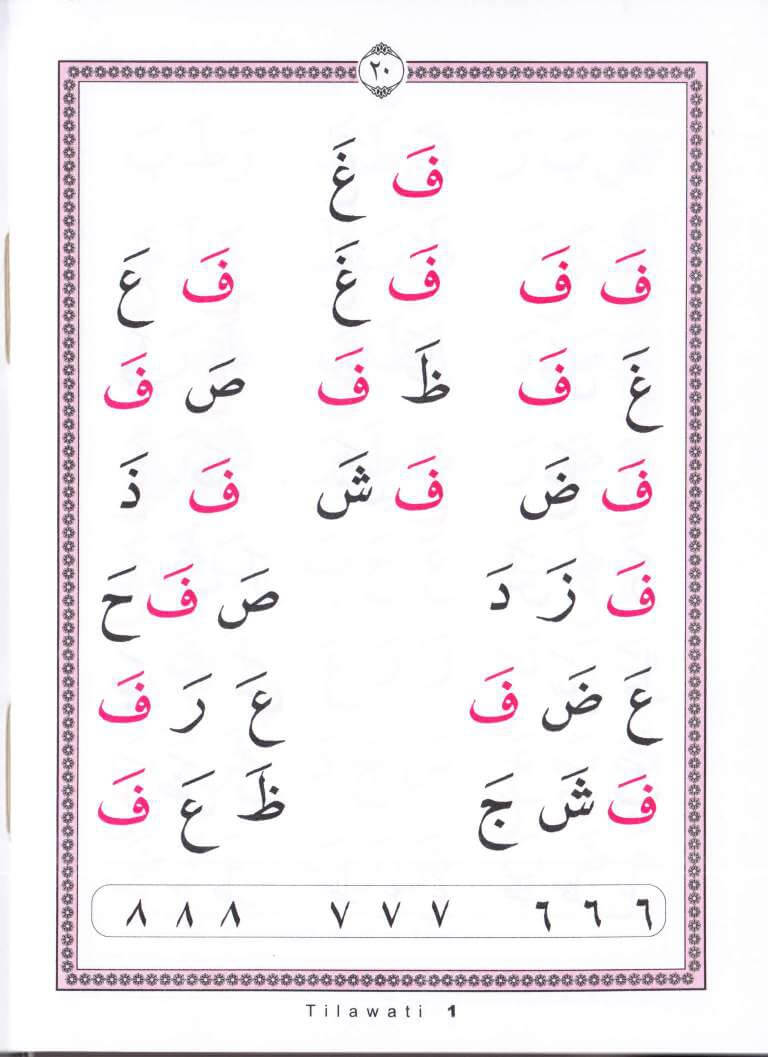 ٢٠
فَ غَ
فَ فَ فَ غَ فَ عَ
غَ فَ ظَ فَ صَ فَ
فَ ضَ فَ شَ فَ ذَ
فَ زَ دَ صَ فَ حَ
عَ ضَ فَ عَ رَ فَ
فَ شَ جَ ظَ عَ فَ
٦ ٦ ٦ ٧ ٧ ٧ ٨ ٨ ٨
Tilawati 1